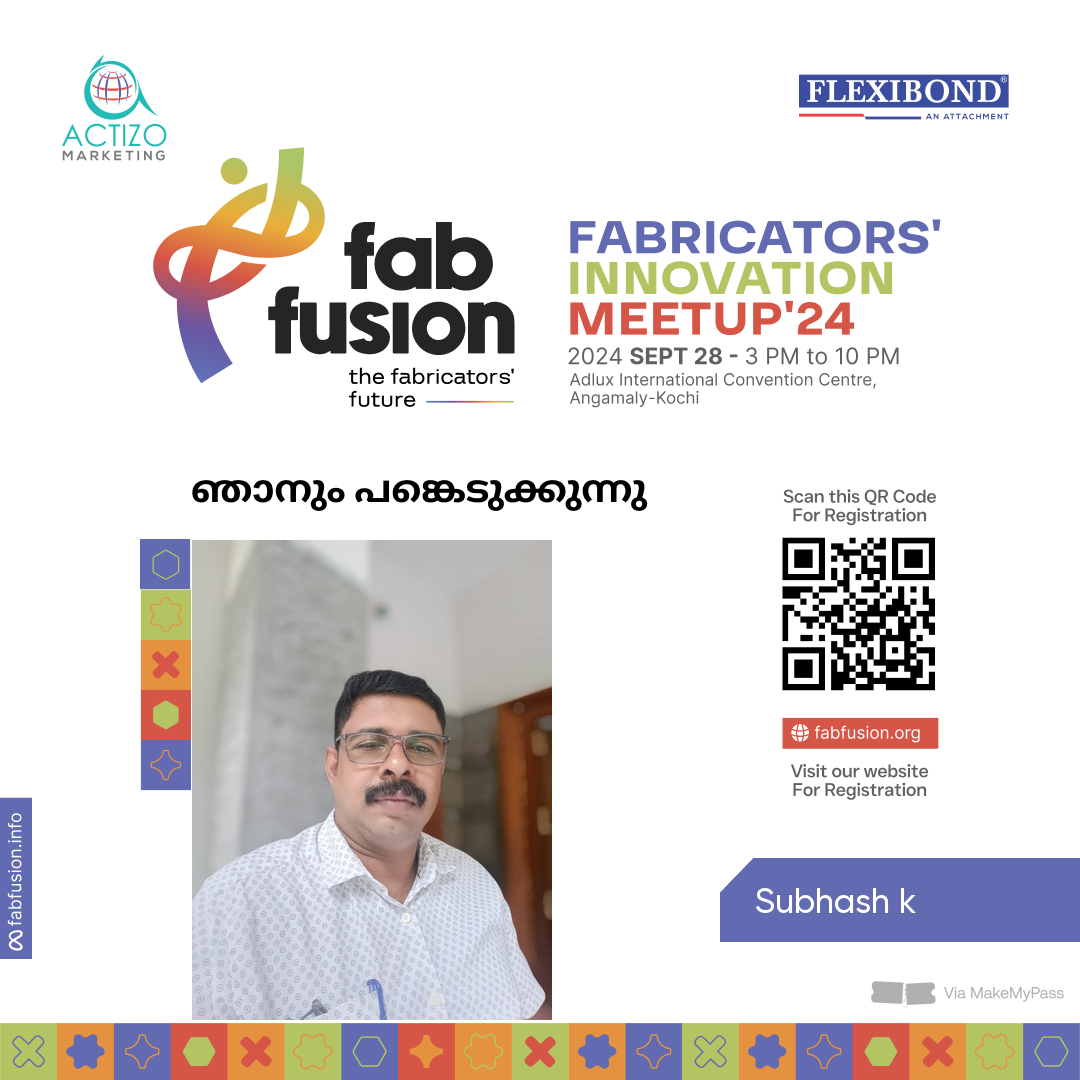 ACTIZO
MARKETING
FLEXIBOND®
AN ATTACHMENT
fab
fusion
the fabricators'
future
FABRICATORS'
INNOVATION
MEETUP'24
2024 SEPT 28 - 3 PM to 10 PM
Adlux International Convention Centre,
Angamaly-Kochi
ഞാനും പങ്കെടുക്കുന്നു
Scan this QR Code
For Registration
fabfusion.org
Visit our website
For Registration
fabfusion.info
Subhash k
Via MakeMyPass